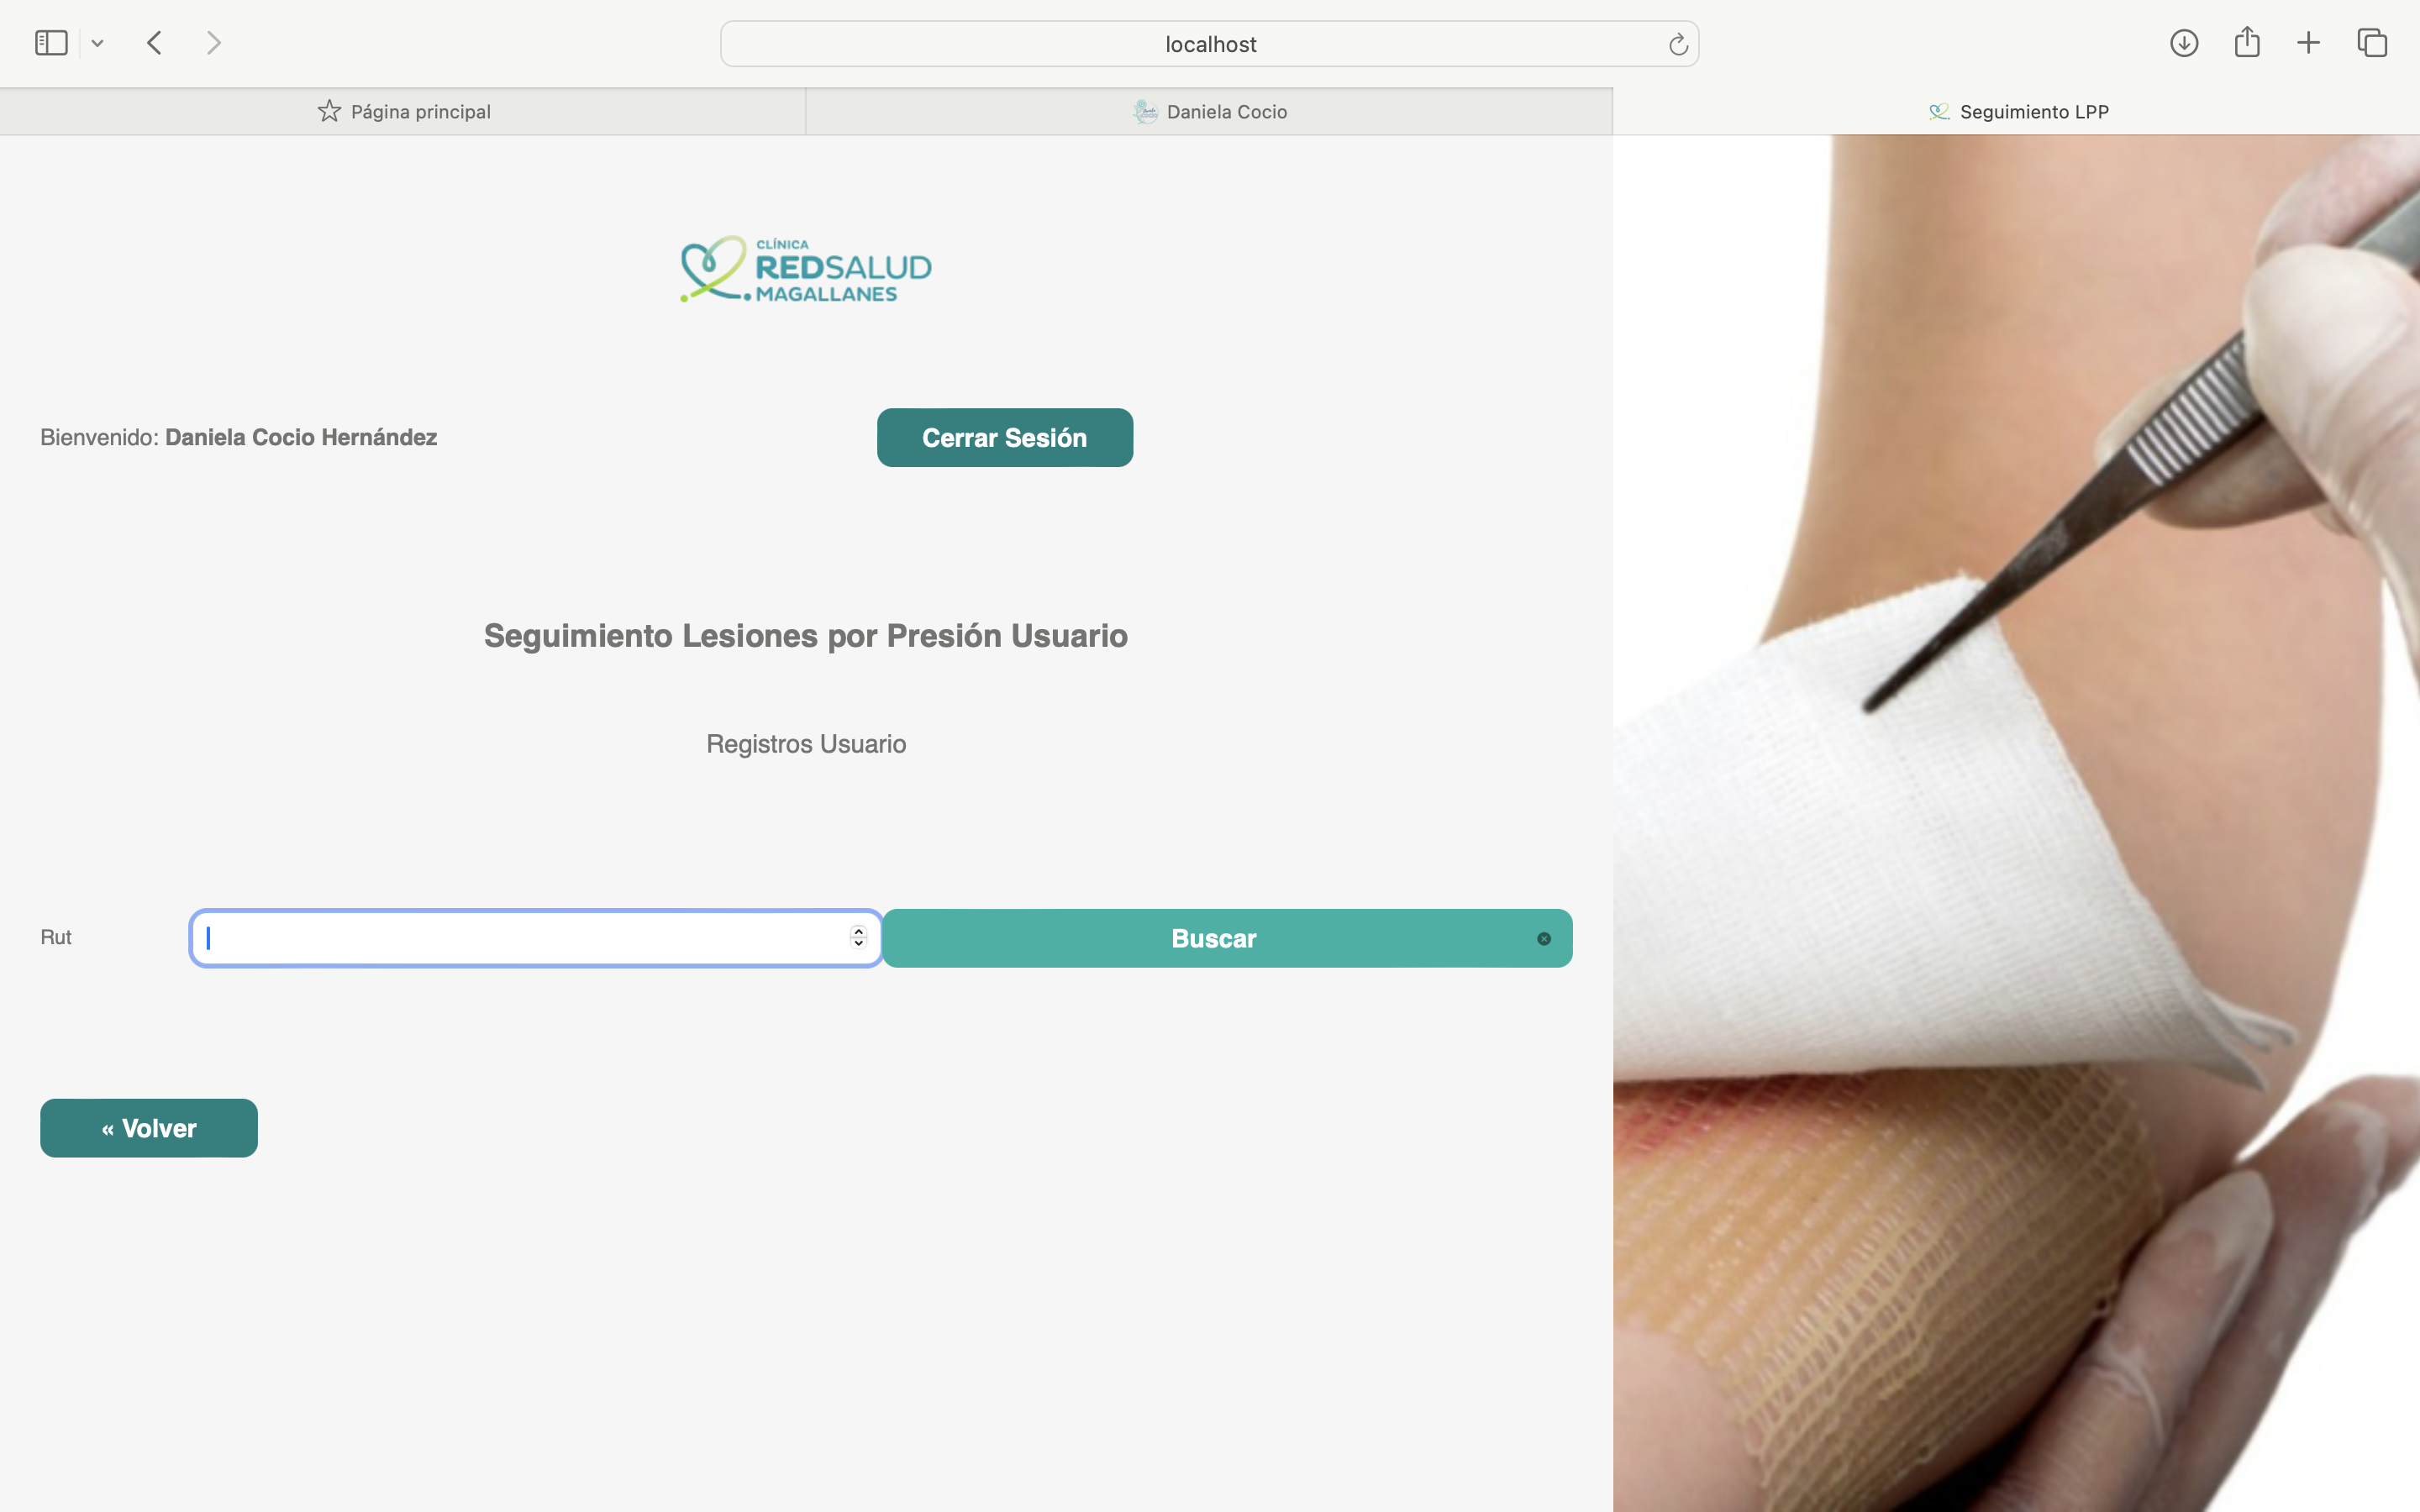 localhost
Página principal
Daniela Cocio
Seguimiento LPP
CLÍNICA
REDSALUD
MAGALLANES
Bienvenido: Daniela Cocio Hernández
Cerrar Sesión
Seguimiento Lesiones por Presión Usuario
Registros Usuario
Rut
Buscar
« Volver